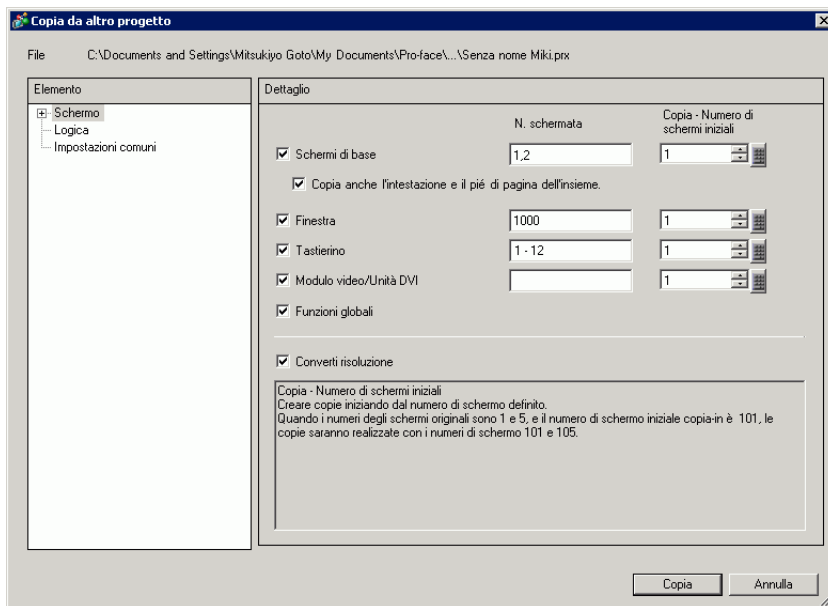 Copia da altro progetto
File C:\Documents and Settings\Mitsukiyo Goto\My Documents\Pro-face\...\Senza nome Miki.prx
Elemento
Schermo
Logica
Impostazioni comuni
Dettaglio
N. schermata
Copia - Numero di
schermi iniziali
Schermi di base 1,2 1
Copia anche l'intestazione e il pié di pagina dell'insieme.
Finestra 1000 1
Tastierino 1 - 12 1
Modulo video/Unità DVI 1
Funzioni globali
Converti risoluzione
Copia - Numero di schermi iniziali
Creare copie iniziando dal numero di schermo definito.
Quando i numeri degli schermi originali sono 1 e 5, e il numero di schermo iniziale copia-in è 101, le
copie saranno realizzate con i numeri di schermo 101 e 105.
Copia Annulla